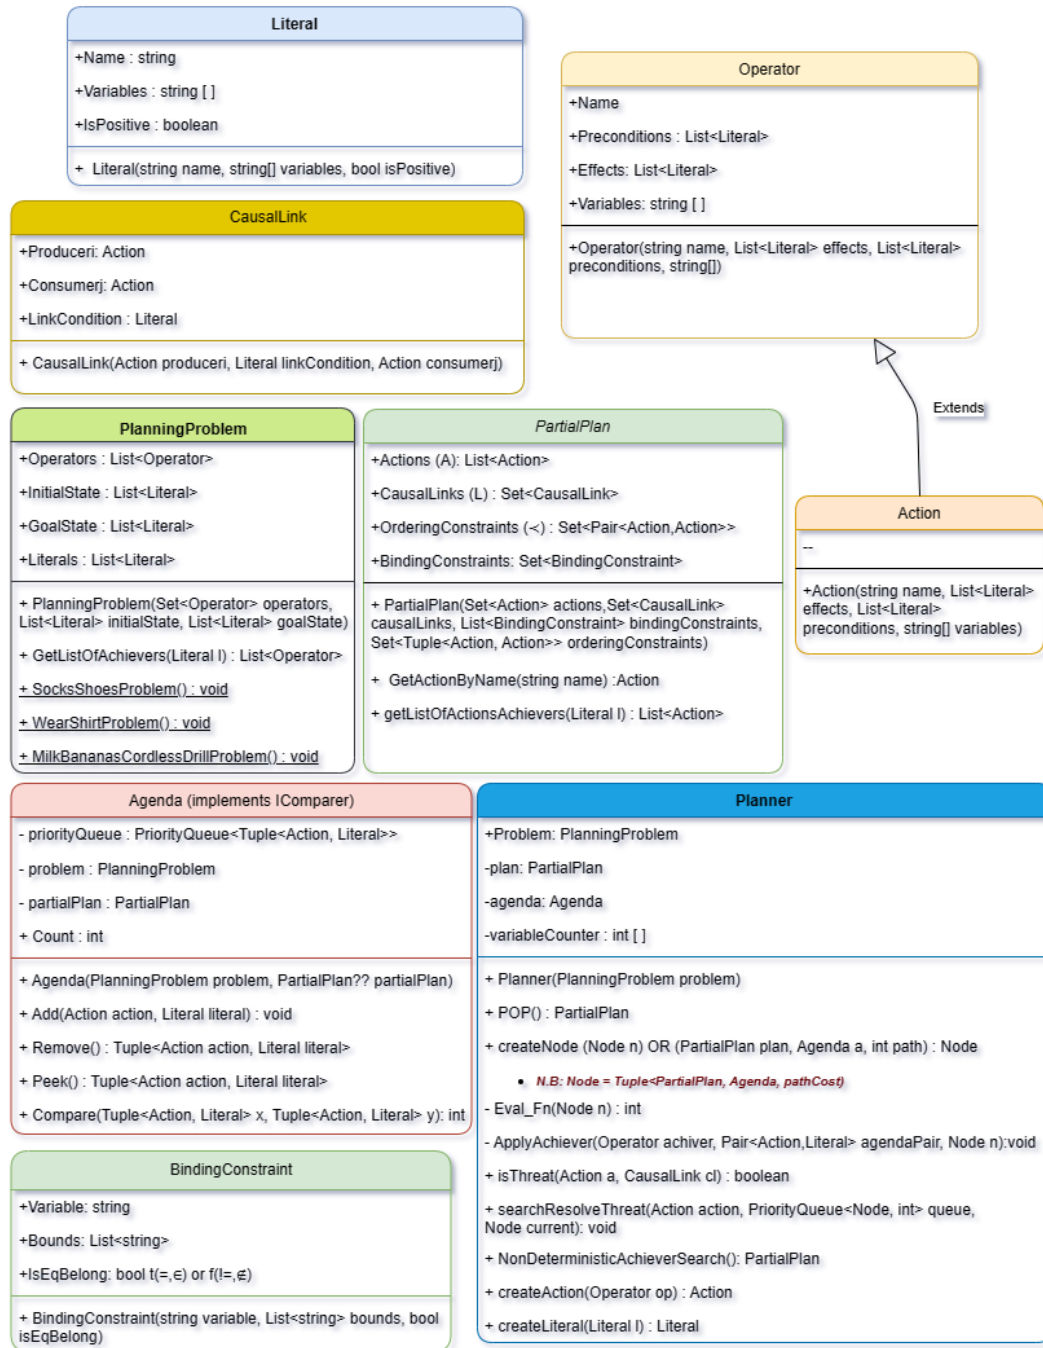 Literal
+Name : string
+Variables : string [ ]
+IsPositive : boolean
+  Literal(string name, string[] variables, bool isPositive)
Operator
+Name
+Preconditions : List<Literal>
+Effects: List<Literal>
+Variables: string [ ]
+Operator(string name, List<Literal> effects, List<Literal>
preconditions, string[])
CausalLink
+Produceri: Action
+Consumerj: Action
+LinkCondition : Literal
+ CausalLink(Action produceri, Literal linkCondition, Action consumerj)
Extends
PlanningProblem
+Operators : List<Operator>
+InitialState : List<Literal>
+GoalState : List<Literal>
+Literals : List<Literal>
+ PlanningProblem(Set<Operator> operators,
List<Literal> initialState, List<Literal> goalState)
+ GetListOfAchievers(Literal l) : List<Operator>
+ SocksShoesProblem() : void
+ WearShirtProblem() : void
+ MilkBananasCordlessDrillProblem() : void
PartialPlan
+Actions (A): List<Action>
+CausalLinks (L) : Set<CausalLink>
+OrderingConstraints (≺) : Set<Pair<Action,Action>>
+BindingConstraints: Set<BindingConstraint>
+ PartialPlan(Set<Action> actions,Set<CausalLink>
causalLinks, List<BindingConstraint> bindingConstraints,
Set<Tuple<Action, Action>> orderingConstraints)
+  GetActionByName(string name) :Action
+ getListOfActionsAchievers(Literal l) : List<Action>
Action
--
+Action(string name, List<Literal>
effects, List<Literal>
preconditions, string[] variables)
Agenda (implements IComparer)
- priorityQueue : PriorityQueue<Tuple<Action, Literal>>
- problem : PlanningProblem
- partialPlan : PartialPlan
+ Count : int
+ Agenda(PlanningProblem problem, PartialPlan?? partialPlan)
+ Add(Action action, Literal literal) : void
+ Remove() : Tuple<Action action, Literal literal>
+ Peek() : Tuple<Action action, Literal literal>
+ Compare(Tuple<Action, Literal> x, Tuple<Action, Literal> y): int
Planner
+Problem: PlanningProblem
-plan: PartialPlan
-agenda: Agenda
-variableCounter : int [ ]
+ Planner(PlanningProblem problem)
+ POP() : PartialPlan
+ createNode (Node n) OR (PartialPlan plan, Agenda a, int path) : Node
• N.B: Node = Tuple<PartialPlan, Agenda, pathCost)
- Eval_Fn(Node n) : int
- ApplyAchiever(Operator achiver, Pair<Action,Literal> agendaPair, Node n):void
+ isThreat(Action a, CausalLink cl) : boolean
+ searchResolveThreat(Action action, PriorityQueue<Node, int> queue,
Node current): void
+ NonDeterministicAchieverSearch(): PartialPlan
+ createAction(Operator op) : Action
+ createLiteral(Literal l) : Literal
BindingConstraint
+Variable: string
+Bounds: List<string>
+IsEqBelong: bool t(=,∈) or f(!=,∉)
+ BindingConstraint(string variable, List<string> bounds, bool
isEqBelong)